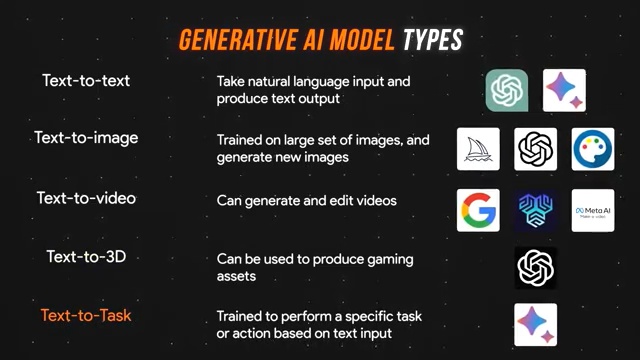 GENERATIVE AI MODEL TYPES
Text-to-text
Take natural language input and
produce text output
Text-to-image
Trained on large set of images, and
generate new images
Text-to-video
Can generate and edit videos
Meta AI
Make-a-video
Text-to-3D
Can be used to produce gaming
assets
Text-to-Task
Trained to perform a specific task
or action based on text input